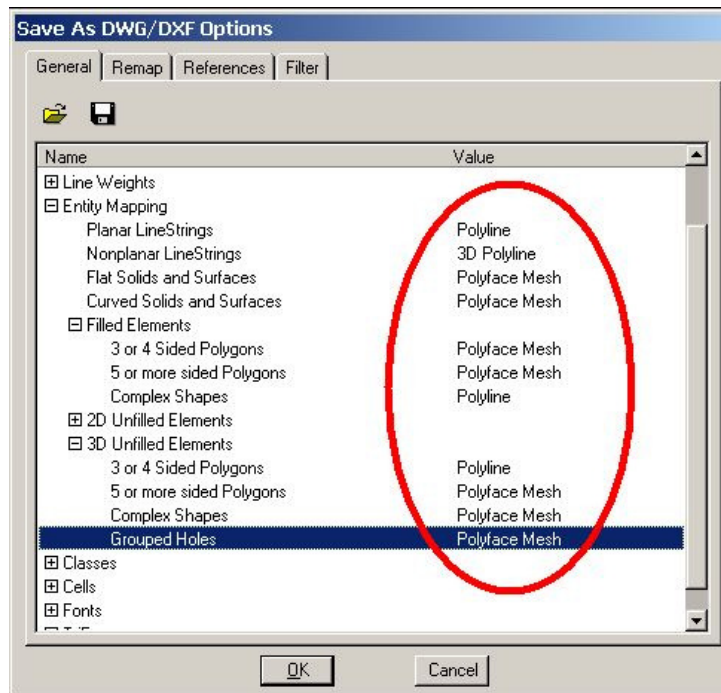 Save As DWG/DXF Options
General Remap References Filter
Name Value
Line Weights
Entity Mapping
Planar LineStrings Polyline
Nonplanar LineStrings 3D Polyline
Flat Solids and Surfaces Polyface Mesh
Curved Solids and Surfaces Polyface Mesh
Filled Elements
3 or 4 Sided Polygons Polyface Mesh
5 or more sided Polygons Polyface Mesh
Complex Shapes Polyline
2D Unfilled Elements
3D Unfilled Elements
3 or 4 Sided Polygons Polyline
5 or more sided Polygons Polyface Mesh
Complex Shapes Polyface Mesh
Grouped Holes Polyface Mesh
Classes
Cells
Fonts
OK Cancel